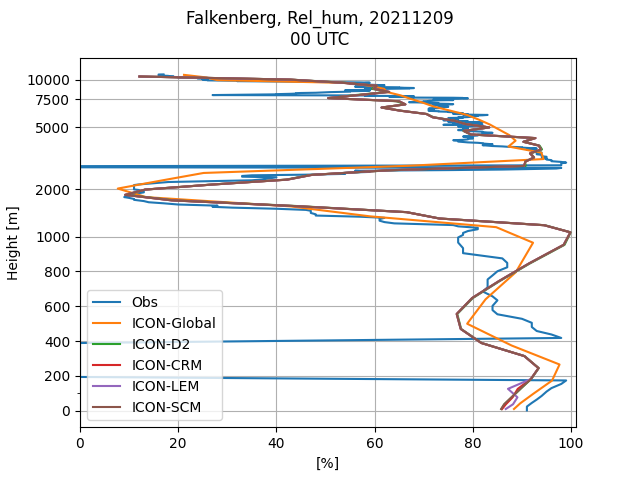 Falkenberg, Rel_hum, 20211209
00 UTC
10000
7500
5000
2000
1000
800
600
400
200
0
Height [m]
Obs
ICON-Global
ICON-D2
ICON-CRM
ICON-LEM
ICON-SCM
0 20 40 60 80 100
[%]